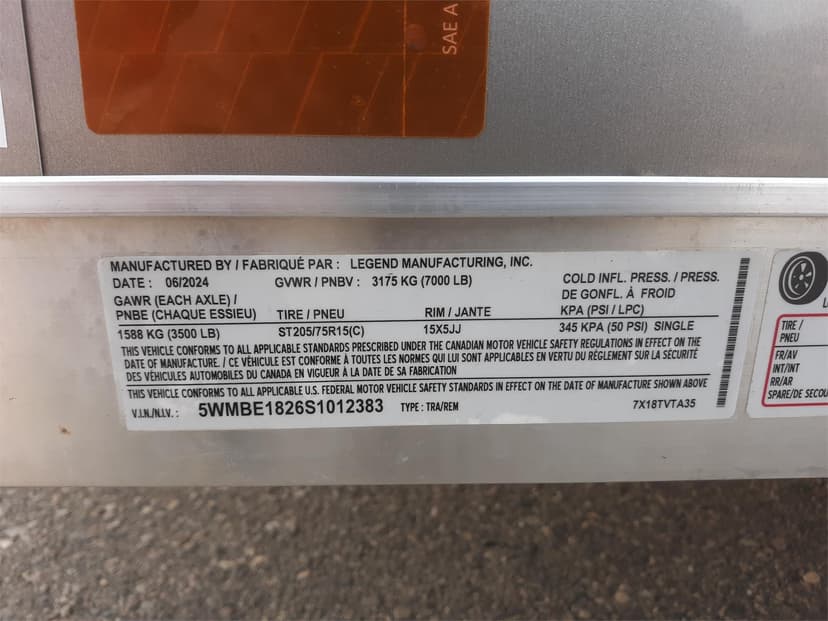 SAE A
MANUFACTURED BY / FABRIQUÉ PAR : LEGEND MANUFACTURING, INC.
DATE : 06/2024 GVWR / PNBV : 3175 KG (7000 LB) COLD INFL. PRESS. / PRESS.
GAWR (EACH AXLE) / DE GONFL. À FROID
PNBE (CHAQUE ESSIEU) TIRE / PNEU RIM / JANTE KPA (PSI / LPC)
1588 KG (3500 LB) ST205/75R15(C) 15X5JJ 345 KPA (50 PSI) SINGLE
THIS VEHICLE CONFORMS TO ALL APPLICABLE STANDARDS PRESCRIBED UNDER THE CANADIAN MOTOR VEHICLE SAFETY REGULATIONS IN EFFECT ON THE
DATE OF MANUFACTURE. / CE VÉHICULE EST CONFORME À TOUTES LES NORMES QUI LUI SONT APPLICABLES EN VERTU DU RÈGLEMENT SUR LA SÉCURITÉ
DES VÉHICULES AUTOMOBILES DU CANADA EN VIGUEUR À LA DATE DE SA FABRICATION.
THIS VEHICLE CONFORMS TO ALL APPLICABLE U.S. FEDERAL MOTOR VEHICLE SAFETY STANDARDS IN EFFECT ON THE DATE OF MANUFACTURE SHOWN ABOVE
V.I.N./N.I.V. : 5WMBE1826S1012383 TYPE : TRA/REM 7X18TVTA35
TIRE /
PNEU
FR/AV
INT/INT
RR/AR
SPARE/DE SECOU